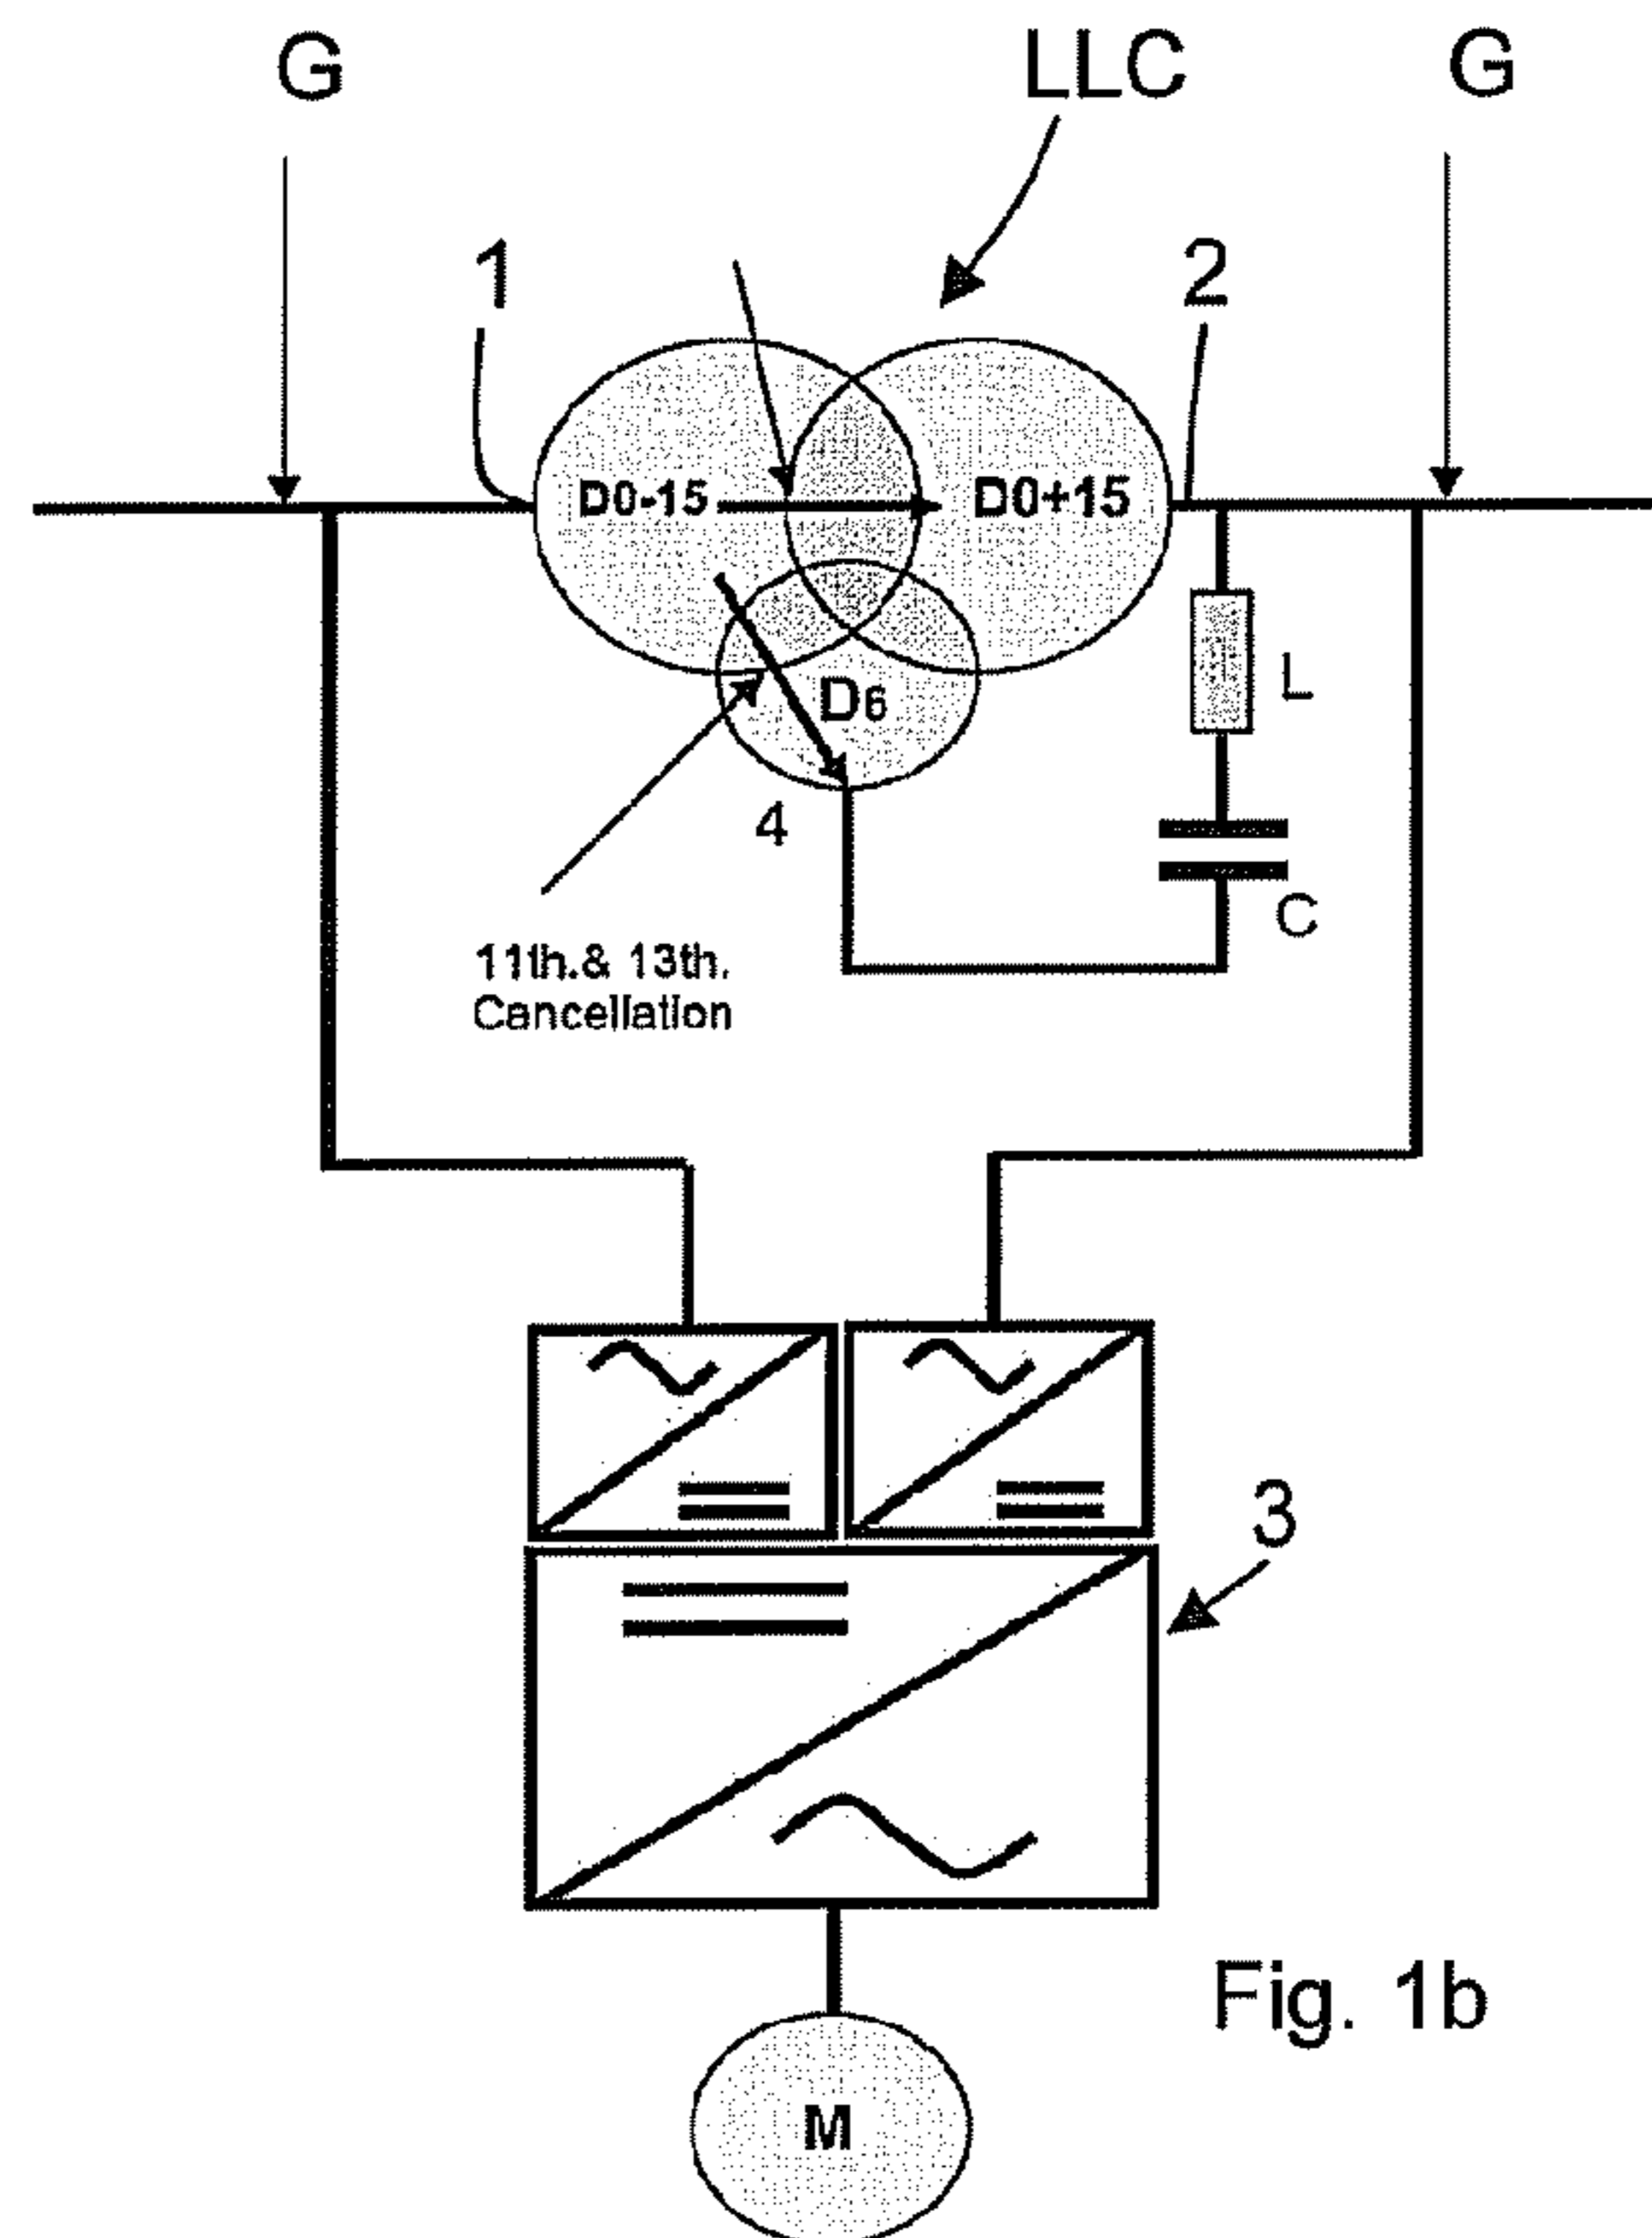 G
LLC
G
1
2
D0-15
D0+15
L
D6
4
C
11th.& 13th.
Cancellation
3
Fig. 1b
M